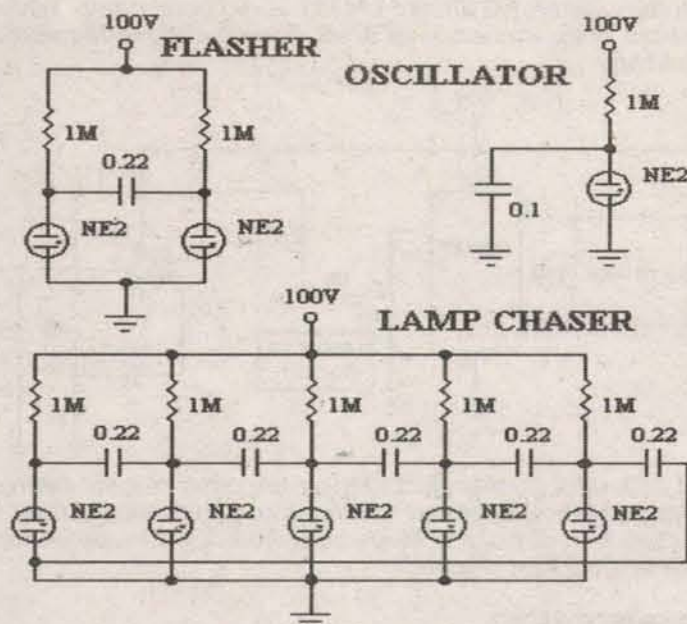 100V
FLASHER
1M
1M
0.22
NE2
NE2
100V
OSCILLATOR
1M
NE2
0.1
100V
LAMP CHASER
1M
1M
1M
1M
1M
0.22
0.22
0.22
0.22
0.22
NE2
NE2
NE2
NE2
NE2